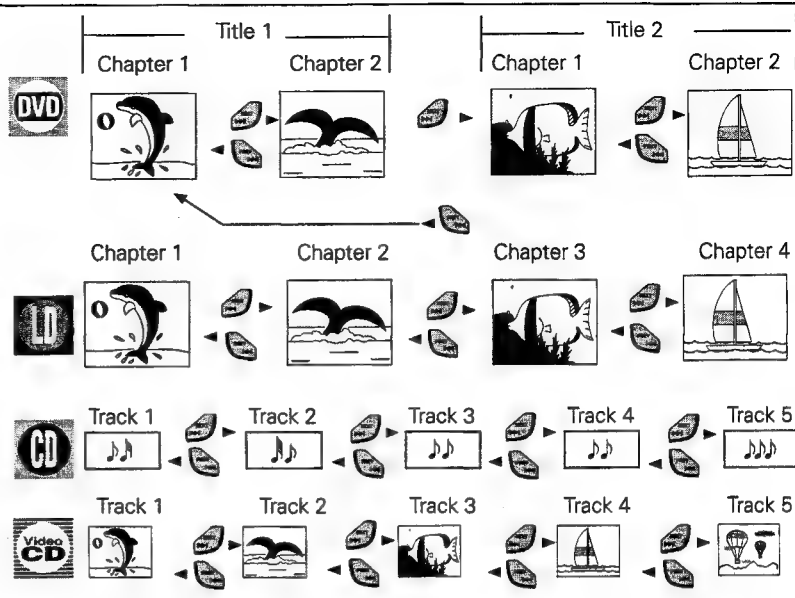 Title 1 Title 2
Chapter 1 Chapter 2 Chapter 1 Chapter 2
DVD
Chapter 1 Chapter 2 Chapter 3 Chapter 4
LD
Track 1 Track 2 Track 3 Track 4 Track 5
CD
Track 1 Track 2 Track 3 Track 4 Track 5
Video
CD